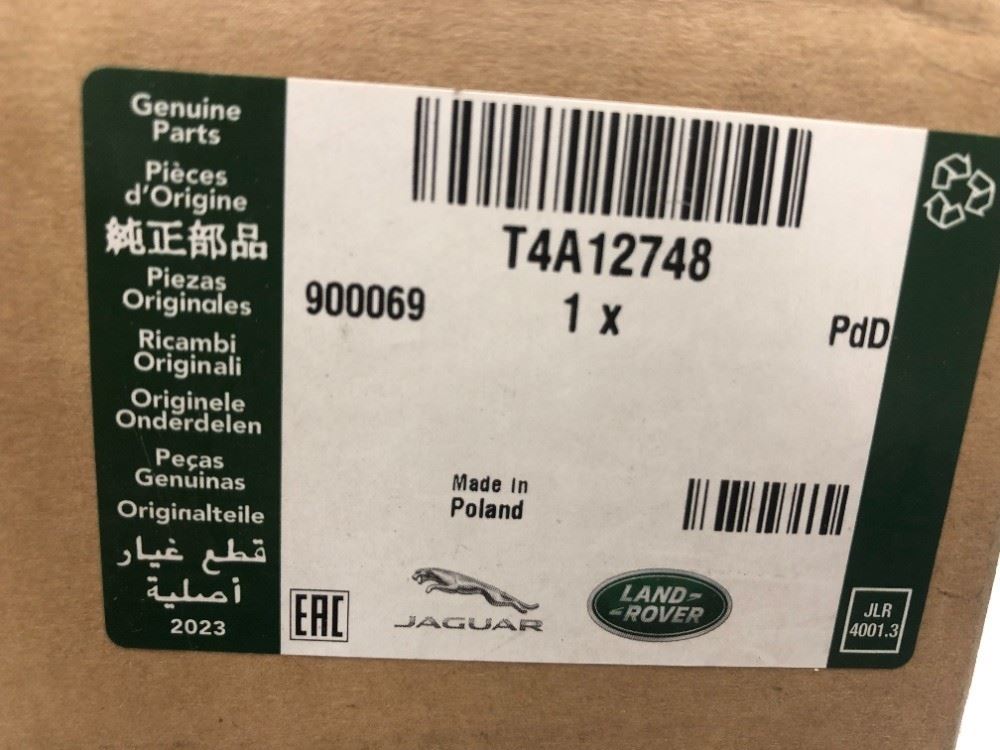 Genuine
Parts
Pièces
d'Origine
純正部品
Piezas
Originales
Ricambi
Originali
Originele
Onderdelen
Peças
Genuinas
Originalteile
قطع غيار
أصلية
2023
T4A12748
900069
1 x
PdD
Made in
Poland
EAC
JAGUAR
LAND-
-ROVER
JLR
4001.3